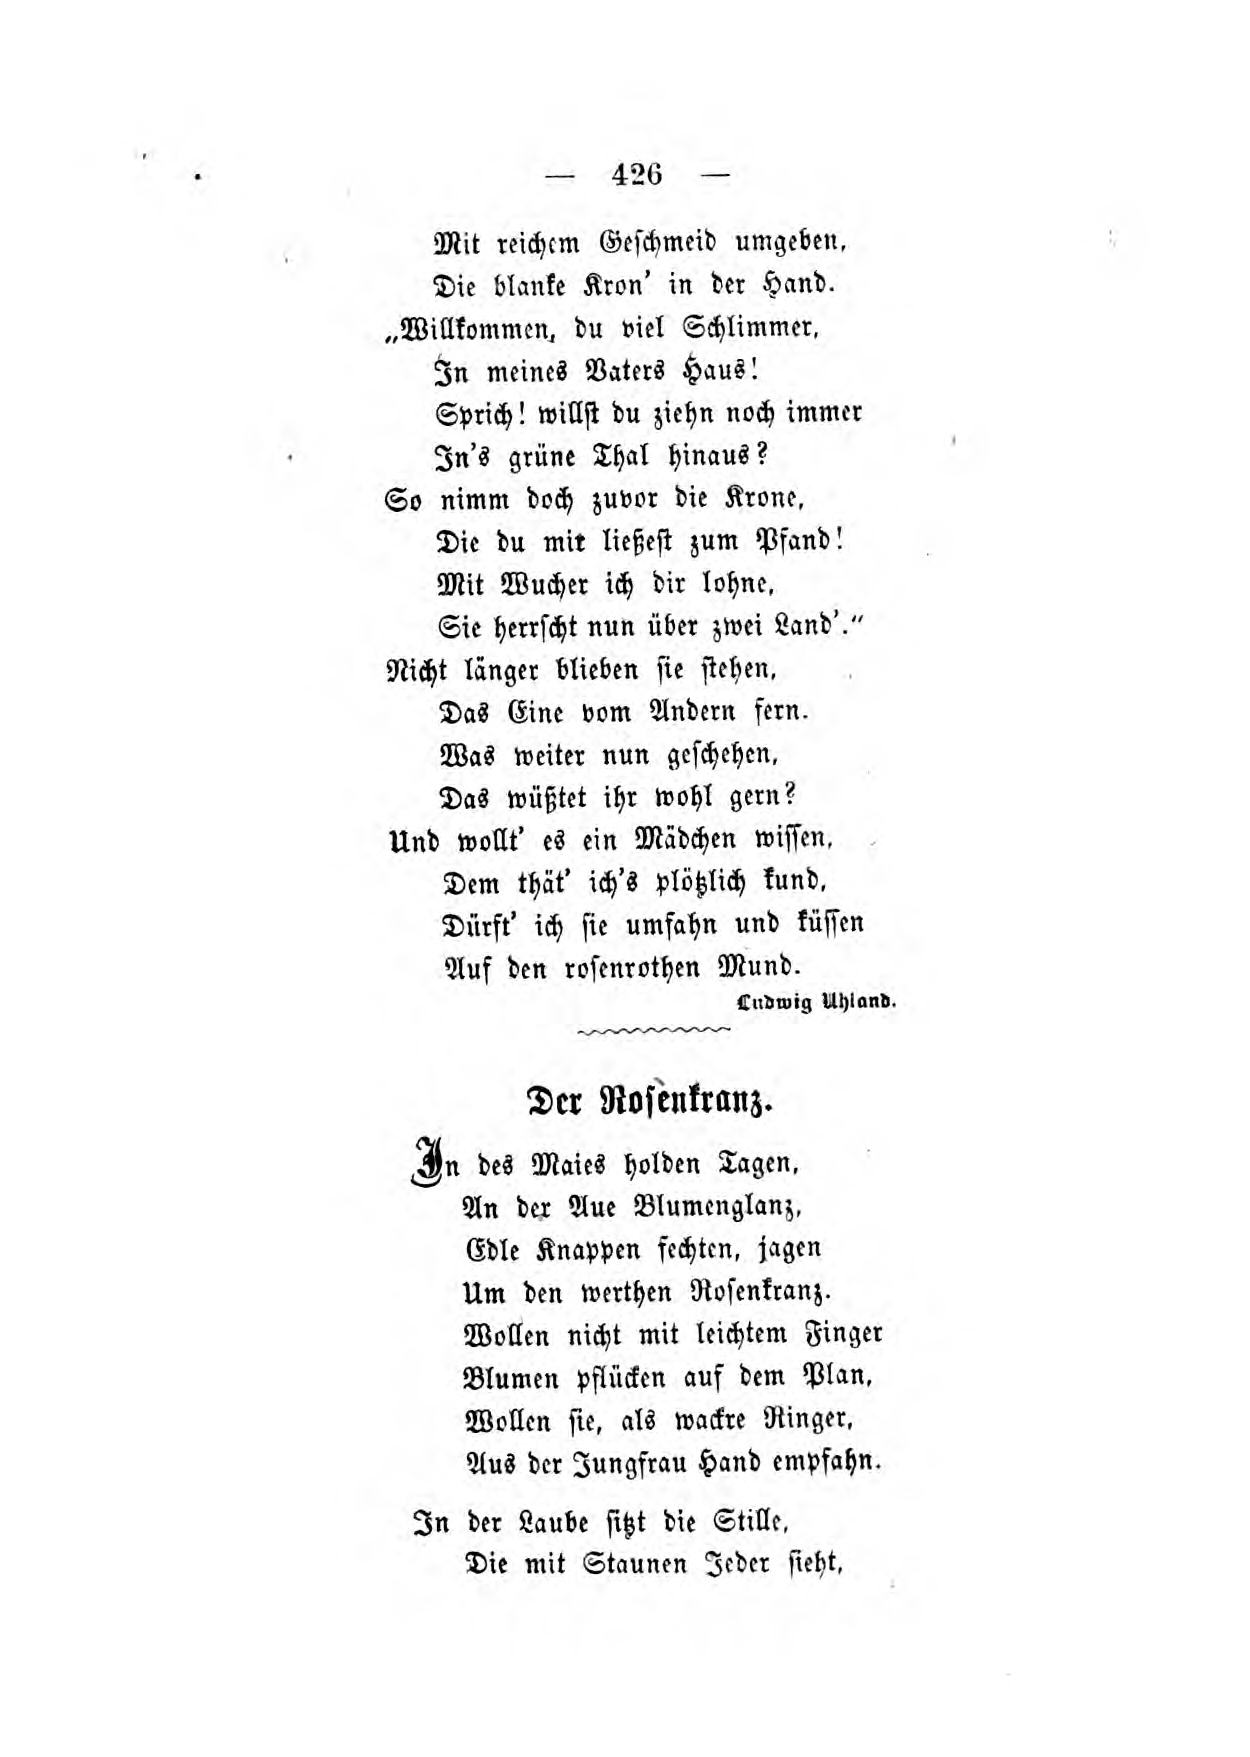 — 426 —
Mit reichem Geschmeid umgeben,
Die blanke Kron' in der Hand.
„Willkommen, du viel Schlimmer,
In meines Vaters Haus!
Sprich! willst du ziehn noch immer
In's grüne Thal hinaus?
So nimm doch zuvor die Krone,
Die du mit ließest zum Pfand!
Mit Wucher ich dir lohne,
Sie herrscht nun über zwei Land'.“
Nicht länger blieben sie stehen,
Das Eine vom Andern fern.
Was weiter nun geschehen,
Das wüßtet ihr wohl gern?
Und wollt' es ein Mädchen wissen,
Dem thät' ich's plötzlich kund,
Dürft' ich sie umfahn und küssen
Auf den rosenrothen Mund.
Ludwig Uhland.
Der Rosenkranz.
In des Maies holden Tagen,
An der Aue Blumenglanz,
Edle Knappen fechten, jagen
Um den werthen Rosenkranz.
Wollen nicht mit leichtem Finger
Blumen pflücken auf dem Plan,
Wollen sie, als wackre Ringer,
Aus der Jungfrau Hand empfahn.
In der Laube sitzt die Stille,
Die mit Staunen Jeder sieht,